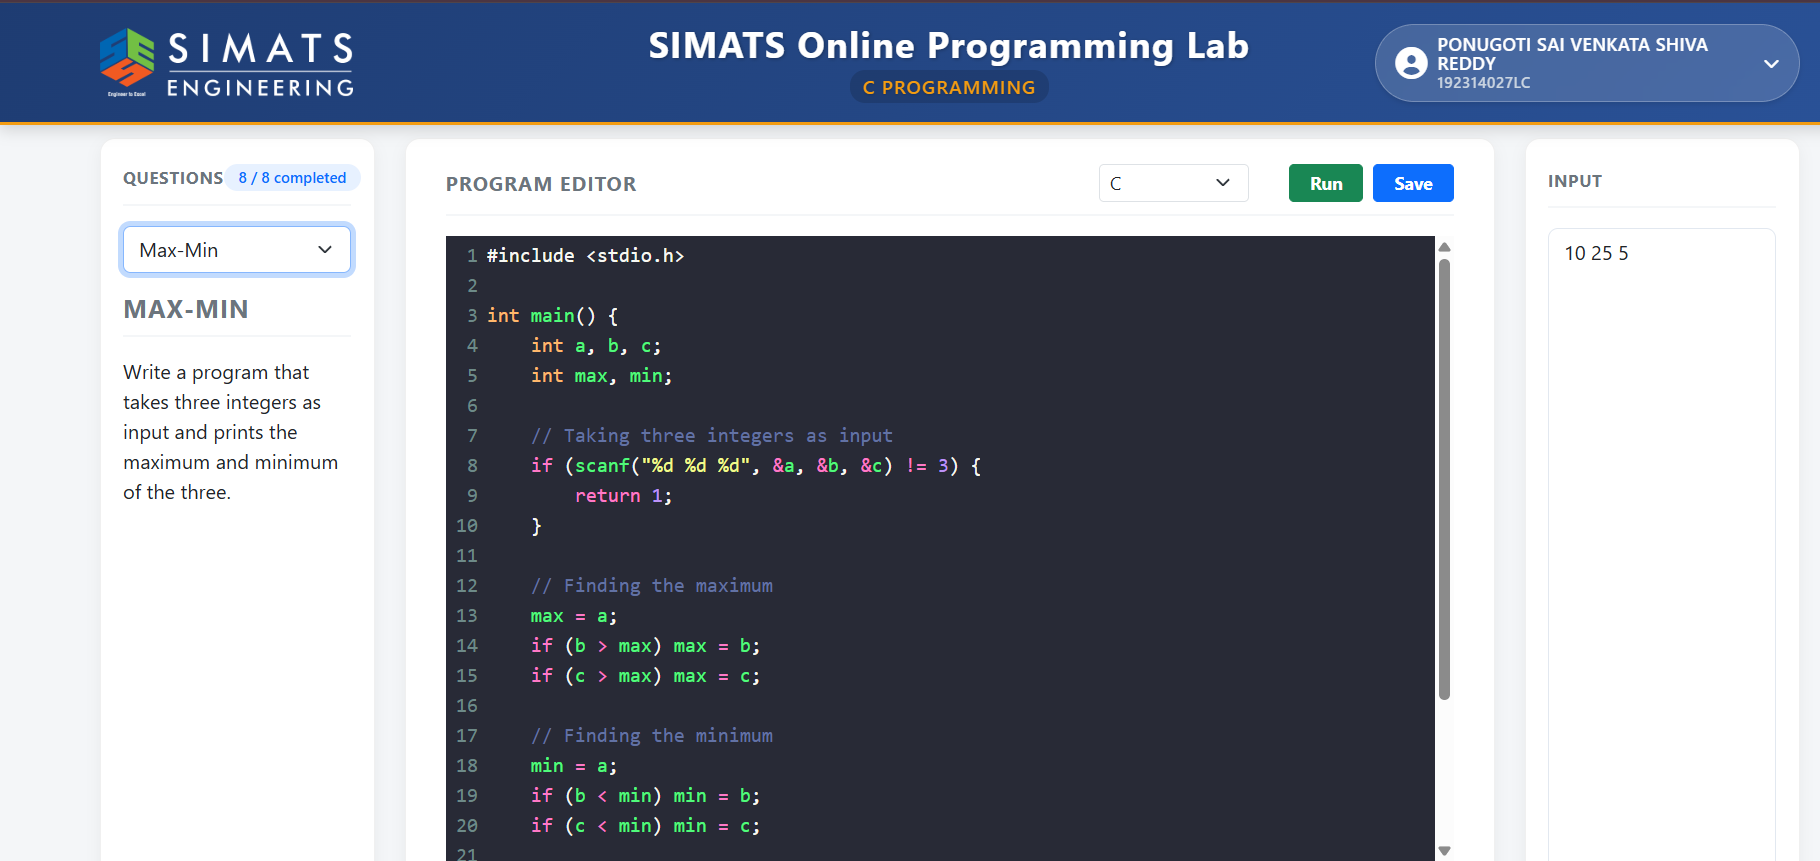 SIMATS
ENGINEERING
Engineer to Excel
SIMATS Online Programming Lab
C PROGRAMMING
PONUGOTI SAI VENKATA SHIVA
REDDY
192314027LC
QUESTIONS 8 / 8 completed
Max-Min
MAX-MIN
Write a program that
takes three integers as
input and prints the
maximum and minimum
of the three.
PROGRAM EDITOR
C
Run
Save
1 #include <stdio.h>
2
3 int main() {
4     int a, b, c;
5     int max, min;
6
7     // Taking three integers as input
8     if (scanf("%d %d %d", &a, &b, &c) != 3) {
9         return 1;
10     }
11
12     // Finding the maximum
13     max = a;
14     if (b > max) max = b;
15     if (c > max) max = c;
16
17     // Finding the minimum
18     min = a;
19     if (b < min) min = b;
20     if (c < min) min = c;
21
INPUT
10 25 5